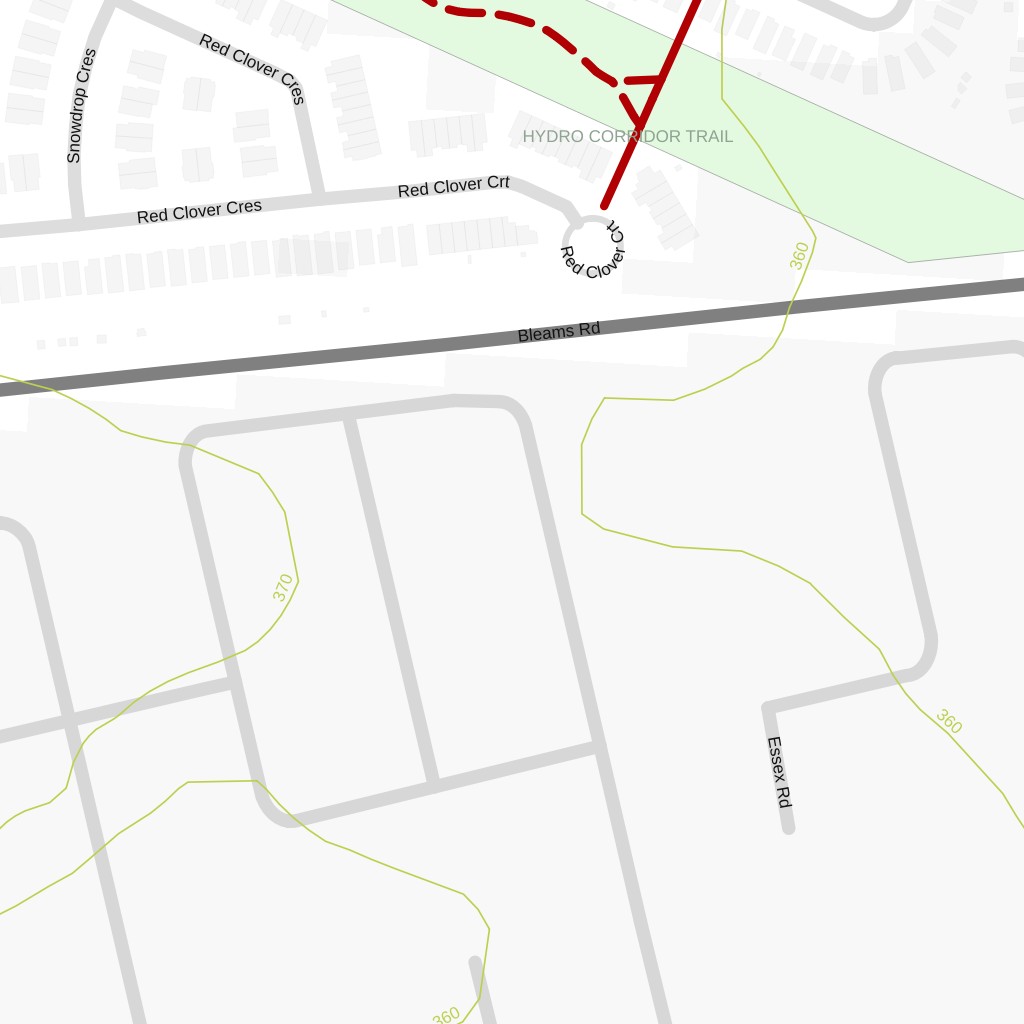 Red Clover Cres
Snowdrop Cres
HYDRO CORRIDOR TRAIL
Red Clover Crt
Red Clover Cres
Red Clover Crt
360
Bleams Rd
370
360
Essex Rd
360